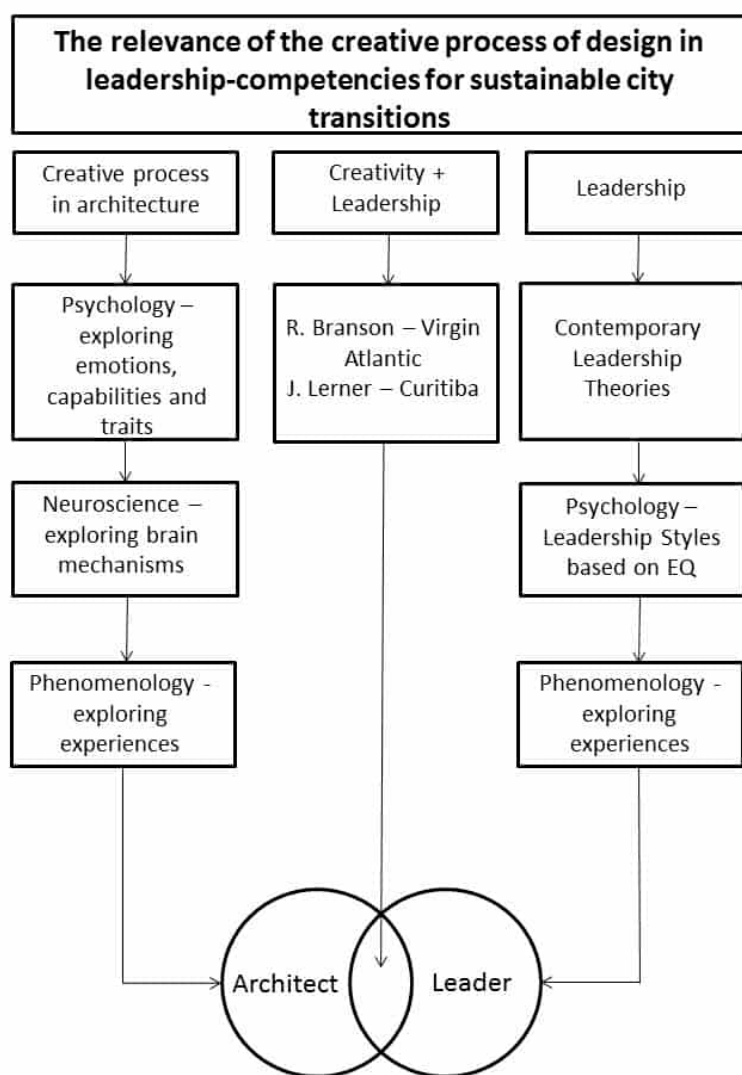 The relevance of the creative process of design in
leadership-competencies for sustainable city
transitions
Creative process
in architecture
Psychology –
exploring
emotions,
capabilities and
traits
Neuroscience –
exploring brain
mechanisms
Phenomenology -
exploring
experiences
Creativity +
Leadership
R. Branson – Virgin
Atlantic
J. Lerner – Curitiba
Leadership
Contemporary
Leadership
Theories
Psychology –
Leadership Styles
based on EQ
Phenomenology -
exploring
experiences
Architect
Leader